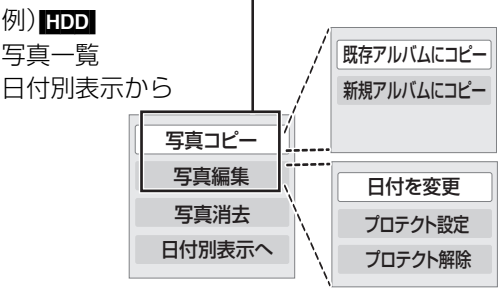 例）HDD
写真一覧
日付別表示から
写真コピー
写真編集
写真消去
日付別表示へ
既存アルバムにコピー
新規アルバムにコピー
日付を変更
プロテクト設定
プロテクト解除